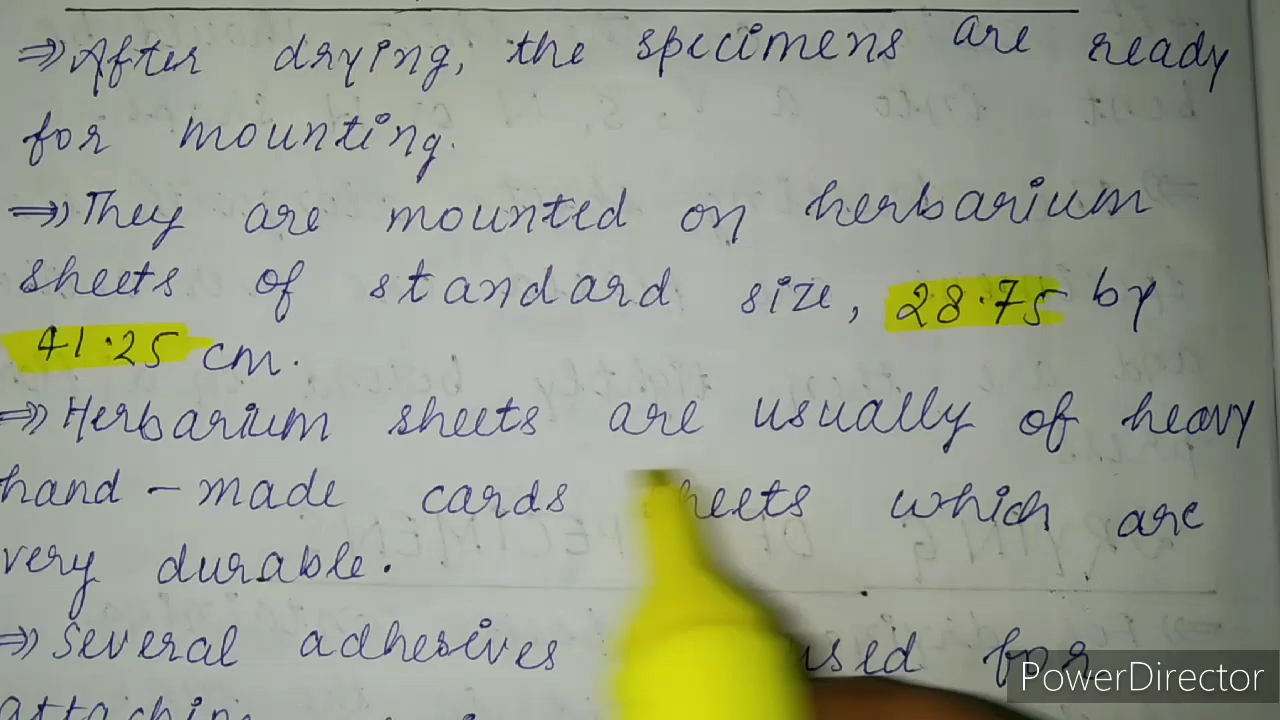 ⇒ After drying, the specimens are ready
for mounting.
⇒ They are mounted on herbarium
sheets of standard size, 28.75 by
41.25 cm.
⇒ Herbarium sheets are usually of heavy
hand-made cards which are
very durable.
⇒ Several adhesives used for
PowerDirector